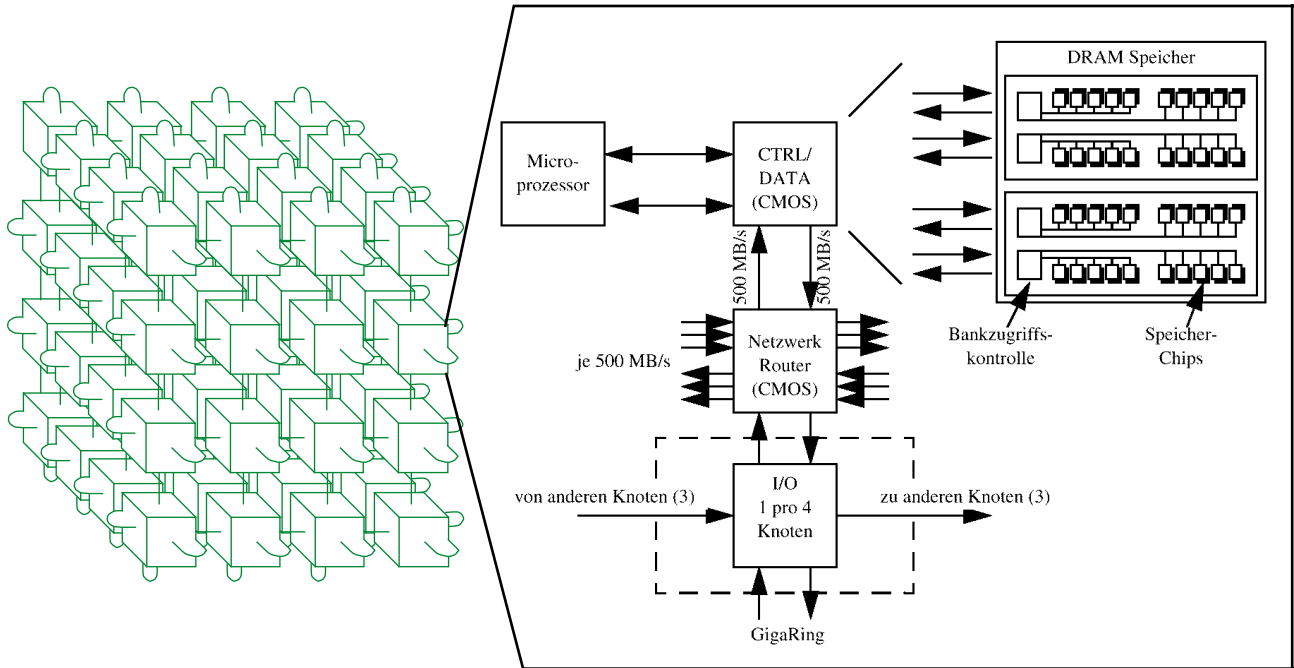 DRAM Speicher
Micro-
prozessor
CTRL/
DATA
(CMOS)
500 MB/s
500 MB/s
Netzwerk
Router
(CMOS)
je 500 MB/s
Bankzugriffs-
kontrolle
Speicher-
Chips
von anderen Knoten (3)
I/O
1 pro 4
Knoten
zu anderen Knoten (3)
GigaRing